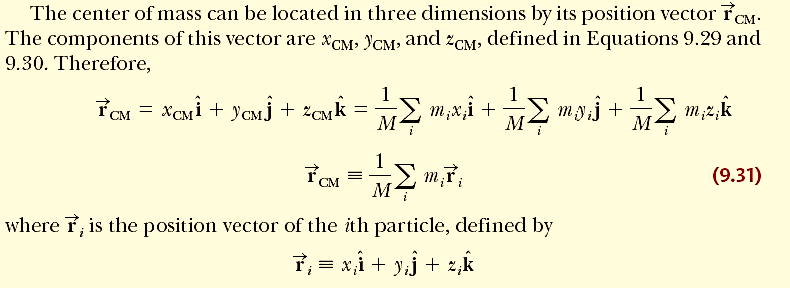 The center of mass can be located in three dimensions by its position vector r⃗_CM.
The components of this vector are x_CM, y_CM, and z_CM, defined in Equations 9.29 and
9.30. Therefore,
r⃗_CM = x_CM î + y_CM ĵ + z_CM k̂ = 1/M ∑_i m_i x_i î + 1/M ∑_i m_i y_i ĵ + 1/M ∑_i m_i z_i k̂
r⃗_CM ≡ 1/M ∑_i m_i r⃗_i (9.31)
where r⃗_i is the position vector of the ith particle, defined by
r⃗_i ≡ x_i î + y_i ĵ + z_i k̂